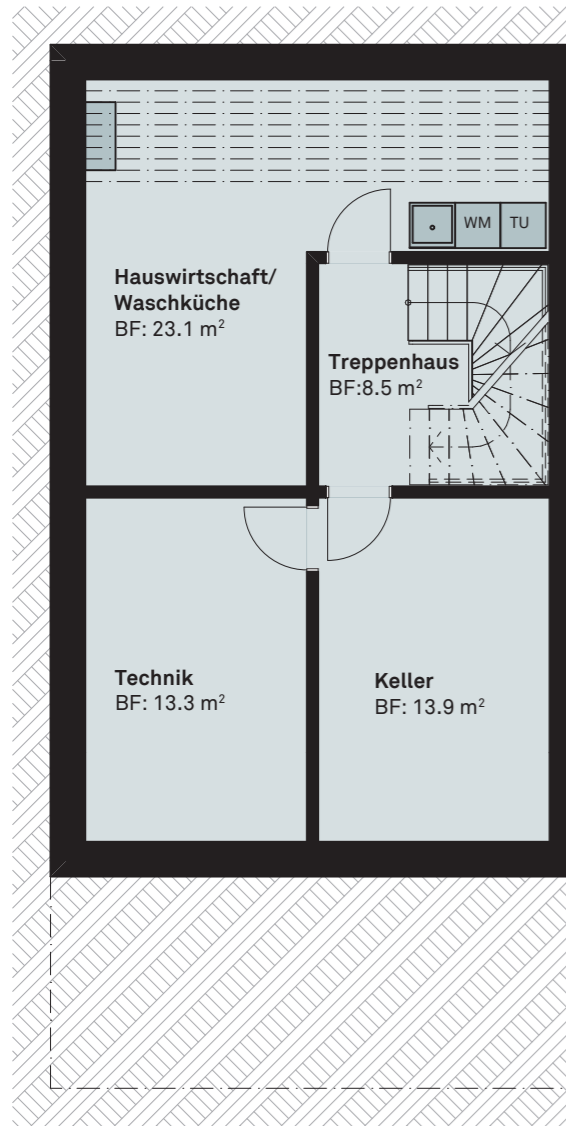 WM TU
Hauswirtschaft/
Waschküche
BF: 23.1 m²
Treppenhaus
BF:8.5 m²
Technik
BF: 13.3 m²
Keller
BF: 13.9 m²